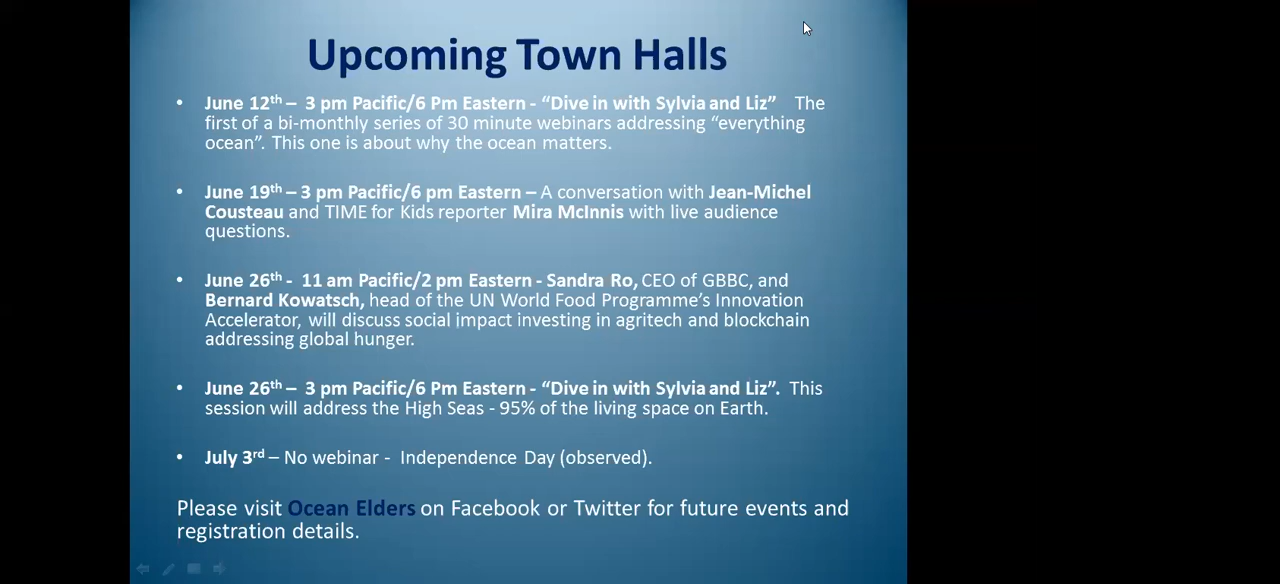 Upcoming Town Halls
• June 12th – 3 pm Pacific/6 Pm Eastern - “Dive in with Sylvia and Liz” The
first of a bi-monthly series of 30 minute webinars addressing “everything
ocean”. This one is about why the ocean matters.
• June 19th – 3 pm Pacific/6 pm Eastern – A conversation with Jean-Michel
Cousteau and TIME for Kids reporter Mira McInnis with live audience
questions.
• June 26th - 11 am Pacific/2 pm Eastern - Sandra Ro, CEO of GBBC, and
Bernard Kowatsch, head of the UN World Food Programme’s Innovation
Accelerator, will discuss social impact investing in agritech and blockchain
addressing global hunger.
• June 26th – 3 pm Pacific/6 Pm Eastern - “Dive in with Sylvia and Liz”. This
session will address the High Seas - 95% of the living space on Earth.
• July 3rd – No webinar - Independence Day (observed).
Please visit Ocean Elders on Facebook or Twitter for future events and
registration details.